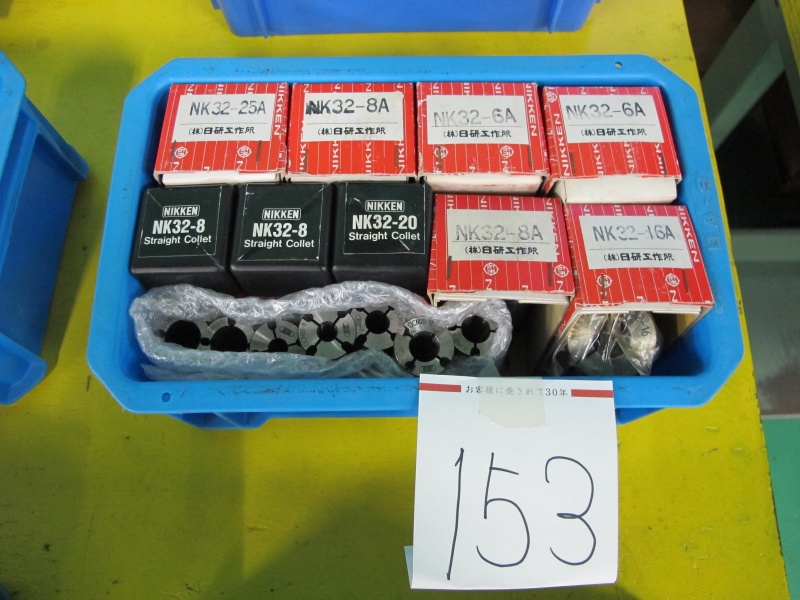 NK32-25A
(株)日研工作所
NK32-8A
(株)日研工作所
NK32-6A
(株)日研工作所
NK32-6A
(株)日研工作所
NIKKEN
NIKKEN
NK32-8
Straight Collet
NIKKEN
NK32-8
Straight Collet
NIKKEN
NK32-20
Straight Collet
NK32-8A
(株)日研工作所
NK32-16A
(株)日研工作所
お客様に愛されて30年
153